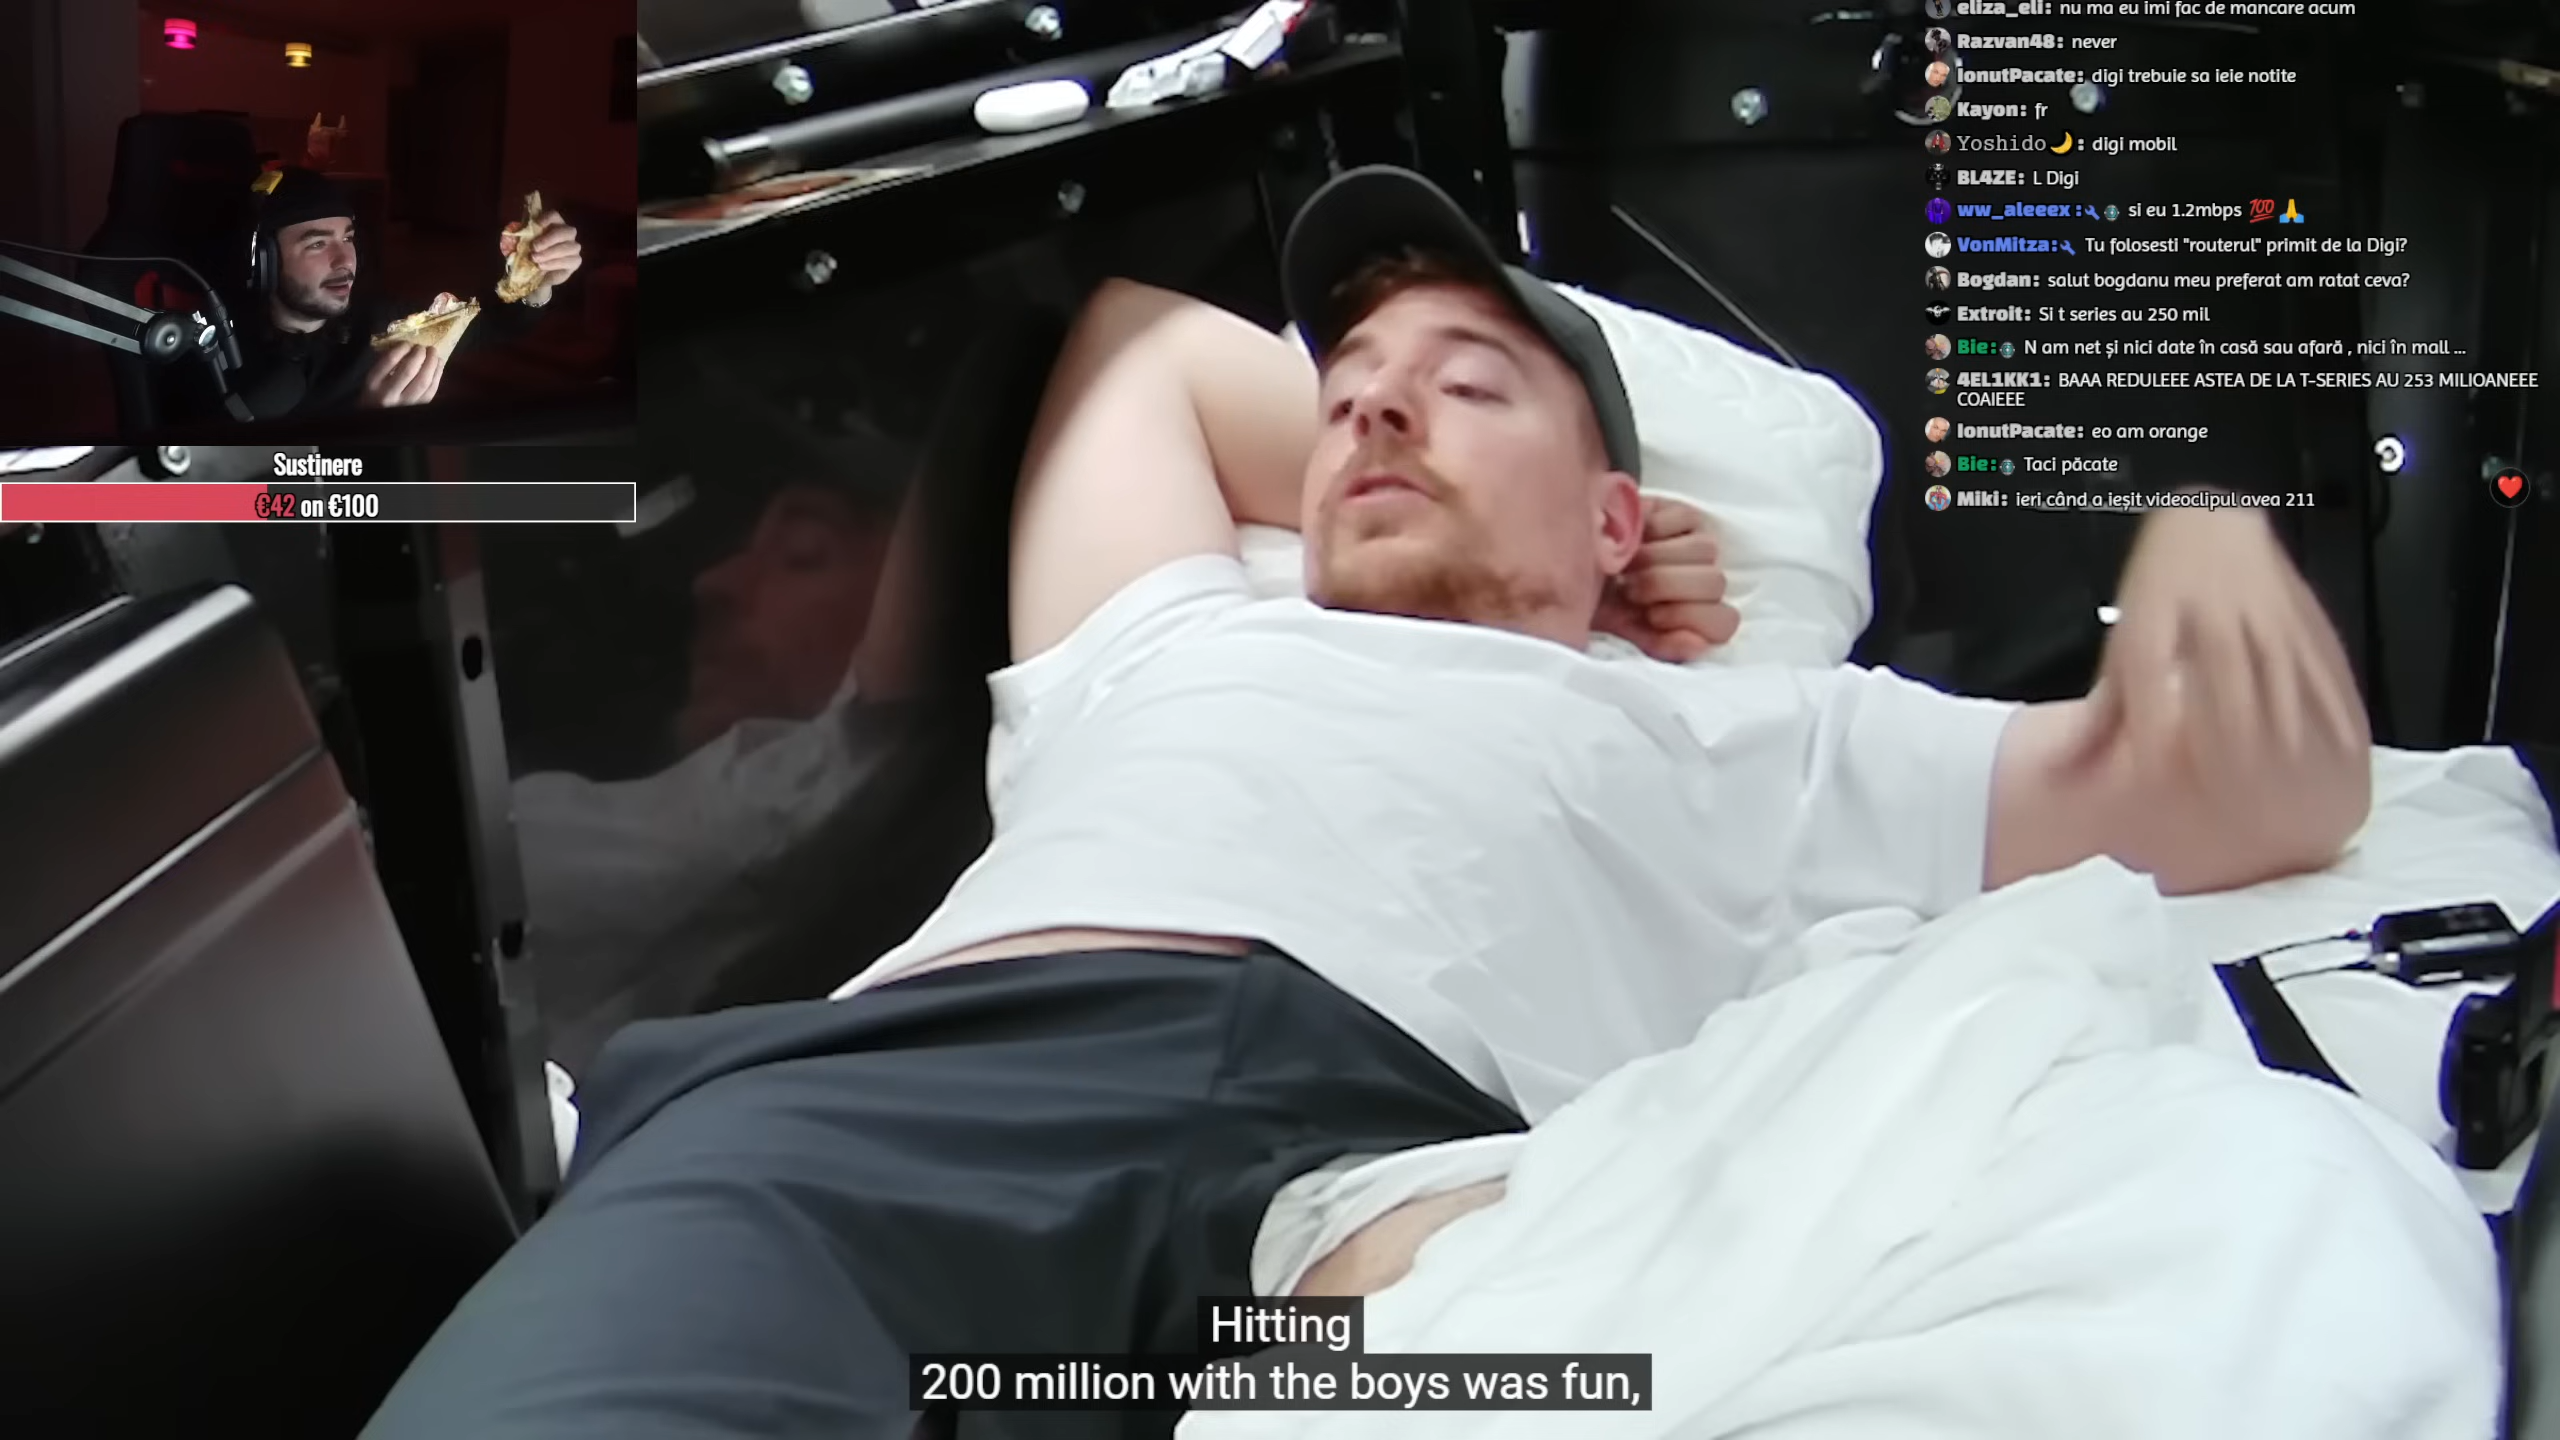 Sustinere
€42 on €100
eliza_eli: nu ma eu imi fac de mancare acum
Razvan48: never
IonutPacate: digi trebuie sa ieie notite
Kayon: fr
Yoshido🌙: digi mobil
BL4ZE: L Digi
ww_aleeex: si eu 1.2mbps 💯🙏
VonMitza: Tu folosesti "routerul" primit de la Digi?
Bogdan: salut bogdanu meu preferat am ratat ceva?
Extroit: Si t series au 250 mil
Bie: N am net și nici date în casă sau afară , nici în mall ...
4EL1KK1: BAAA REDULEEE ASTEA DE LA T-SERIES AU 253 MILIOANEEE
COAIEEE
IonutPacate: eo am orange
Bie: Taci păcate
Miki: ieri când a ieșit videoclipul avea 211
Hitting
200 million with the boys was fun,